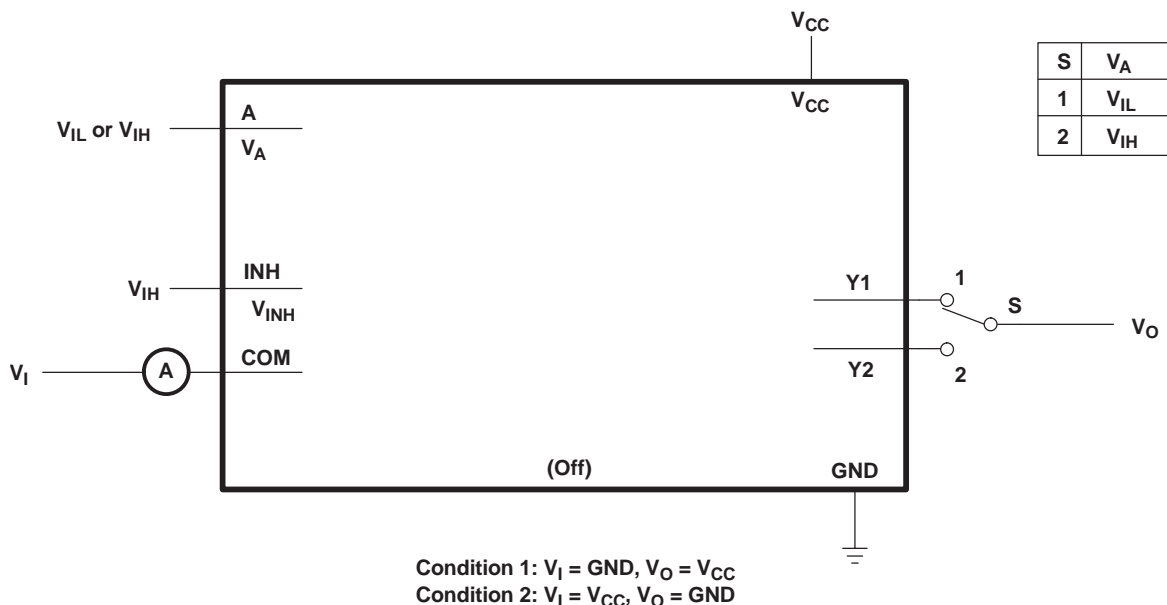 VCC
S VA
1 VIL
2 VIH
VCC
A
VIL or VIH
VA
INH
VIH
VINH
Y1
1
S
VO
COM
VI
A
Y2
2
(Off)
GND
Condition 1: VI = GND, VO = VCC
Condition 2: VI = VCC, VO = GND